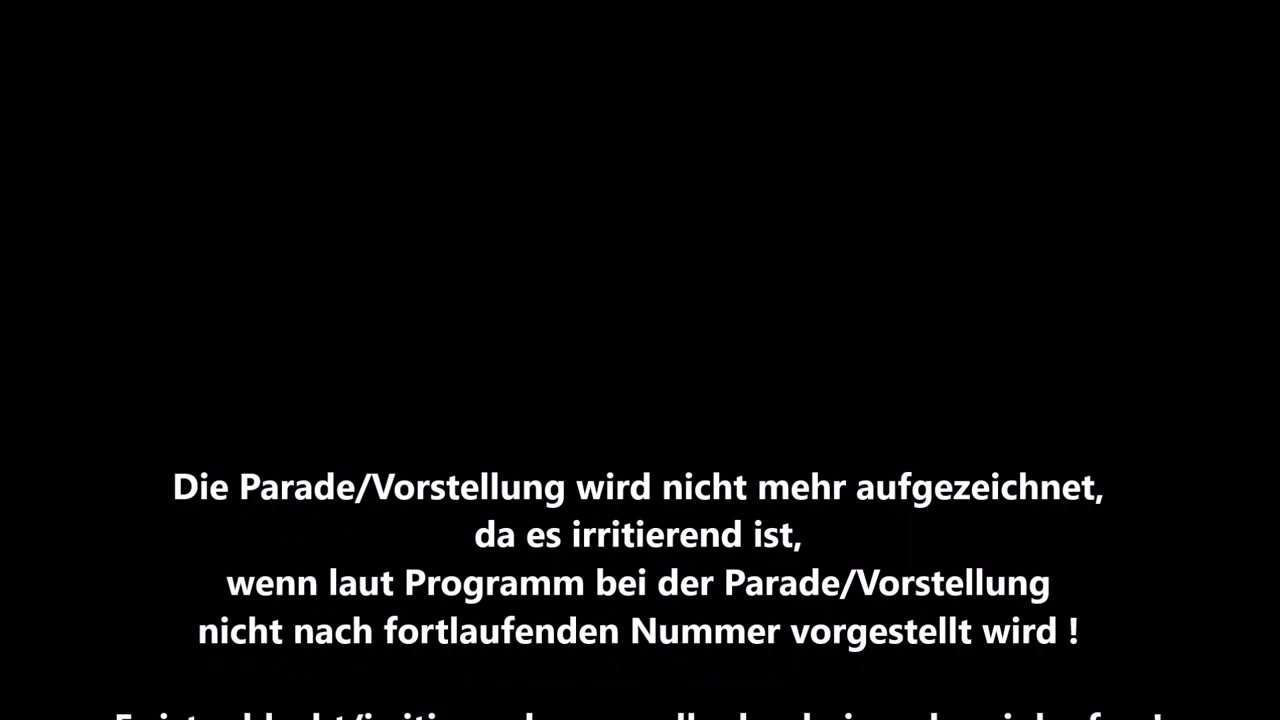 Die Parade/Vorstellung wird nicht mehr aufgezeichnet,
da es irritierend ist,
wenn laut Programm bei der Parade/Vorstellung
nicht nach fortlaufenden Nummer vorgestellt wird !